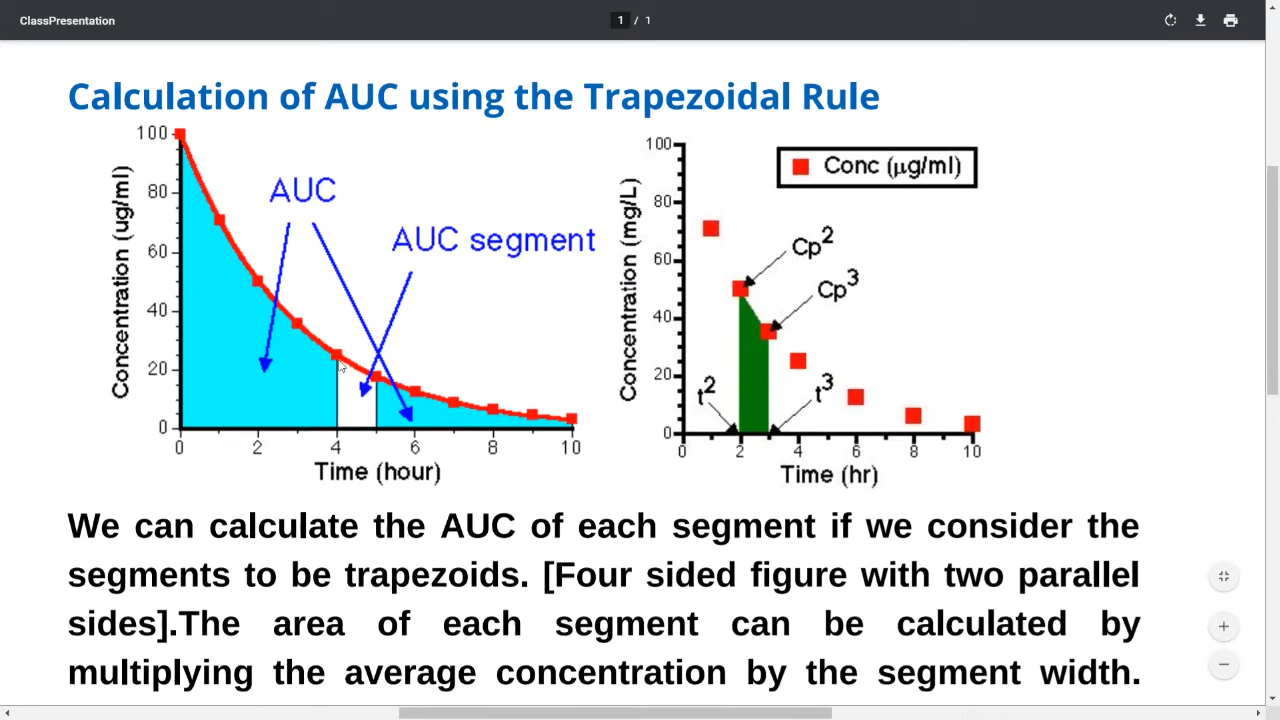 ClassPresentation
1 / 1
Calculation of AUC using the Trapezoidal Rule
100
80
60
40
20
0
Concentration (ug/ml)
AUC
AUC segment
0 2 4 6 8 10
Time (hour)
100
80
60
40
20
0
Concentration (mg/L)
Conc (µg/ml)
Cp2
Cp3
t2
t3
0 2 4 6 8 10
Time (hr)
We can calculate the AUC of each segment if we consider the
segments to be trapezoids. [Four sided figure with two parallel
sides].The area of each segment can be calculated by
multiplying the average concentration by the segment width.